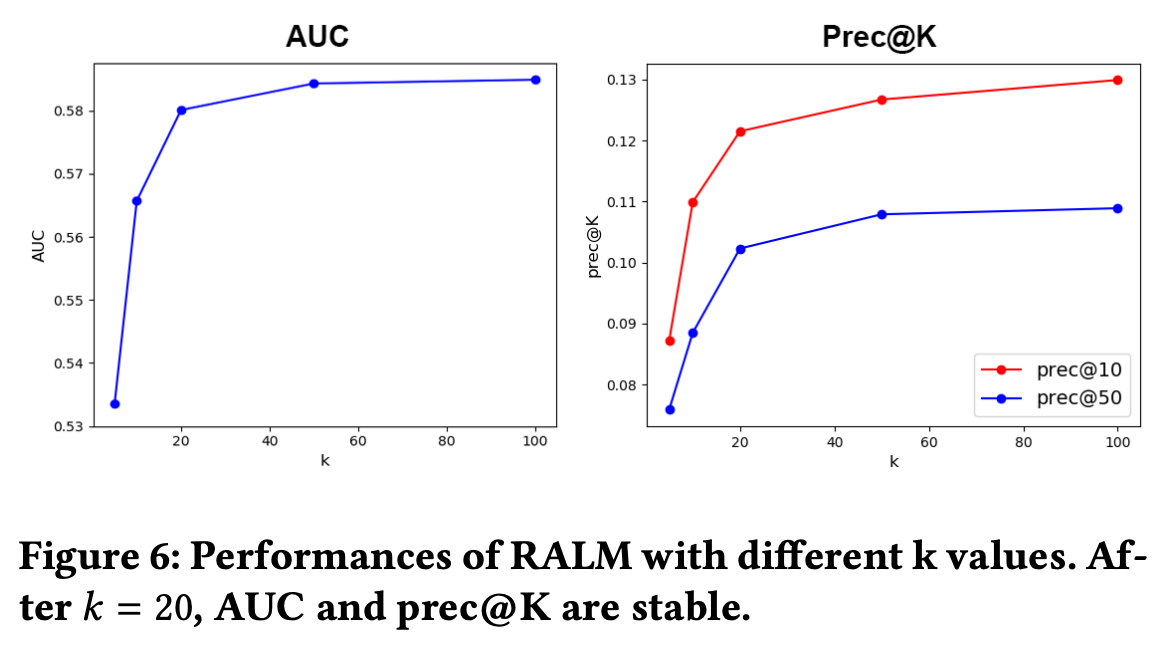 AUC
0.58
0.57
0.56
0.55
0.54
0.53
AUC
20 40 60 80 100
k
Prec@K
0.13
0.12
0.11
0.10
0.09
0.08
prec@K
prec@10
prec@50
20 40 60 80 100
k
Figure 6: Performances of RALM with different k values. Af-
ter k = 20, AUC and prec@K are stable.